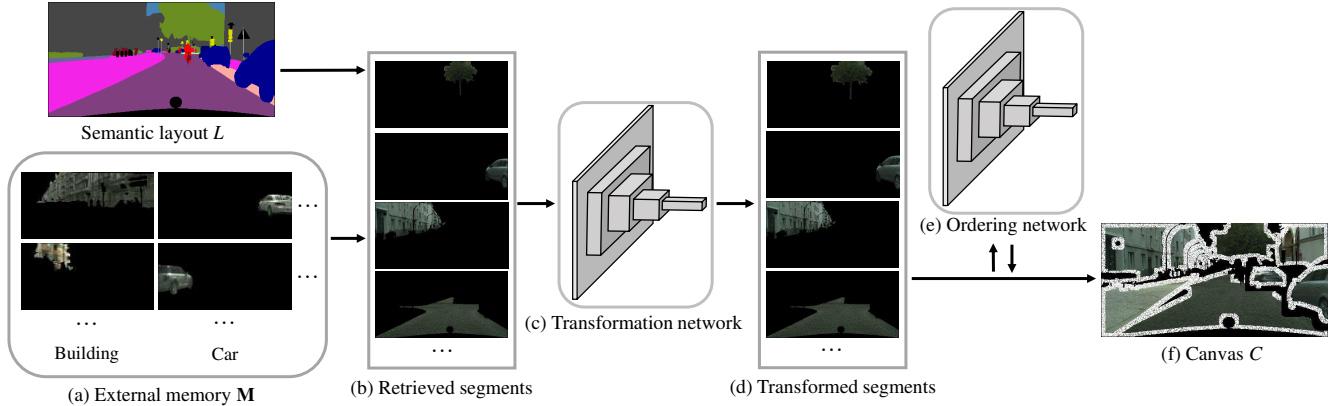 Semantic layout L
...
...
...
...
Building
Car
(a) External memory M
...
(b) Retrieved segments
(c) Transformation network
...
(d) Transformed segments
(e) Ordering network
(f) Canvas C